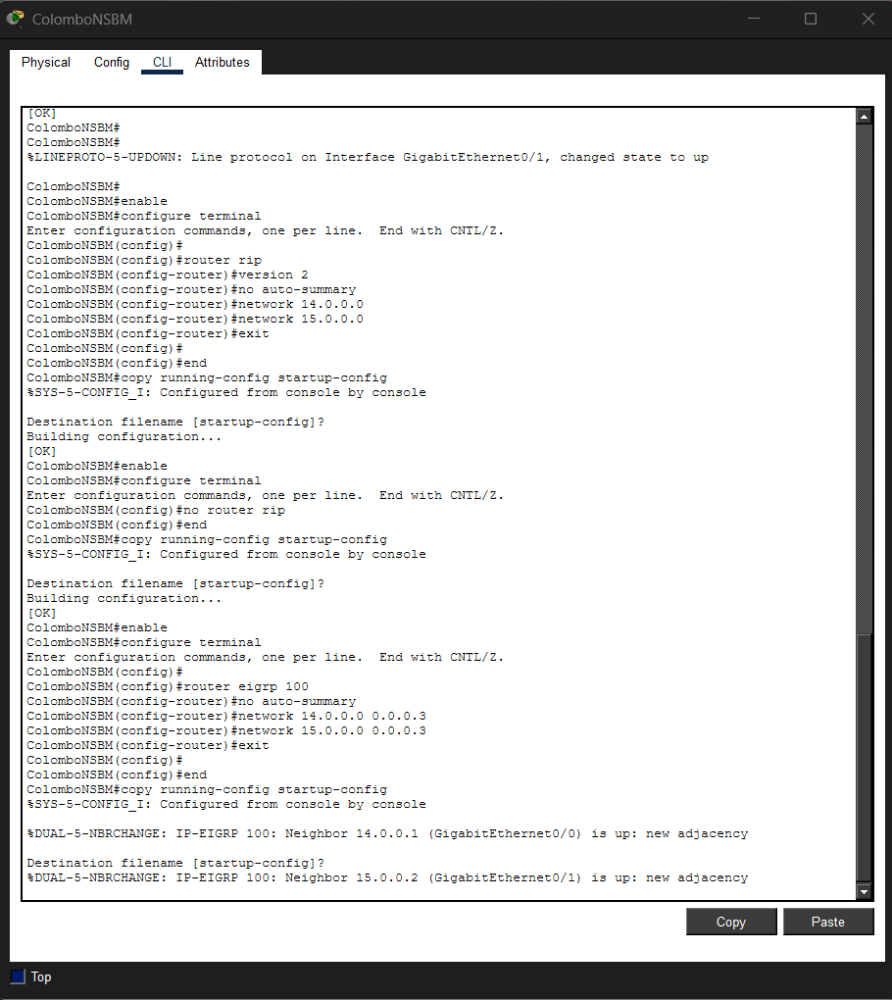 ColomboNSBM
Physical Config CLI Attributes
[OK]
ColomboNSBM#
ColomboNSBM#
%LINEPROTO-5-UPDOWN: Line protocol on Interface GigabitEthernet0/1, changed state to up
ColomboNSBM#
ColomboNSBM#enable
ColomboNSBM#configure terminal
Enter configuration commands, one per line.  End with CNTL/Z.
ColomboNSBM(config)#
ColomboNSBM(config)#router rip
ColomboNSBM(config-router)#version 2
ColomboNSBM(config-router)#no auto-summary
ColomboNSBM(config-router)#network 14.0.0.0
ColomboNSBM(config-router)#network 15.0.0.0
ColomboNSBM(config-router)#exit
ColomboNSBM(config)#
ColomboNSBM(config)#end
ColomboNSBM#copy running-config startup-config
%SYS-5-CONFIG_I: Configured from console by console
Destination filename [startup-config]?
Building configuration...
[OK]
ColomboNSBM#enable
ColomboNSBM#configure terminal
Enter configuration commands, one per line.  End with CNTL/Z.
ColomboNSBM(config)#no router rip
ColomboNSBM(config)#end
ColomboNSBM#copy running-config startup-config
%SYS-5-CONFIG_I: Configured from console by console
Destination filename [startup-config]?
Building configuration...
[OK]
ColomboNSBM#enable
ColomboNSBM#configure terminal
Enter configuration commands, one per line.  End with CNTL/Z.
ColomboNSBM(config)#
ColomboNSBM(config)#router eigrp 100
ColomboNSBM(config-router)#no auto-summary
ColomboNSBM(config-router)#network 14.0.0.0 0.0.0.3
ColomboNSBM(config-router)#network 15.0.0.0 0.0.0.3
ColomboNSBM(config-router)#exit
ColomboNSBM(config)#
ColomboNSBM(config)#end
ColomboNSBM#copy running-config startup-config
%SYS-5-CONFIG_I: Configured from console by console
%DUAL-5-NBRCHANGE: IP-EIGRP 100: Neighbor 14.0.0.1 (GigabitEthernet0/0) is up: new adjacency
Destination filename [startup-config]?
%DUAL-5-NBRCHANGE: IP-EIGRP 100: Neighbor 15.0.0.2 (GigabitEthernet0/1) is up: new adjacency
Copy Paste
Top